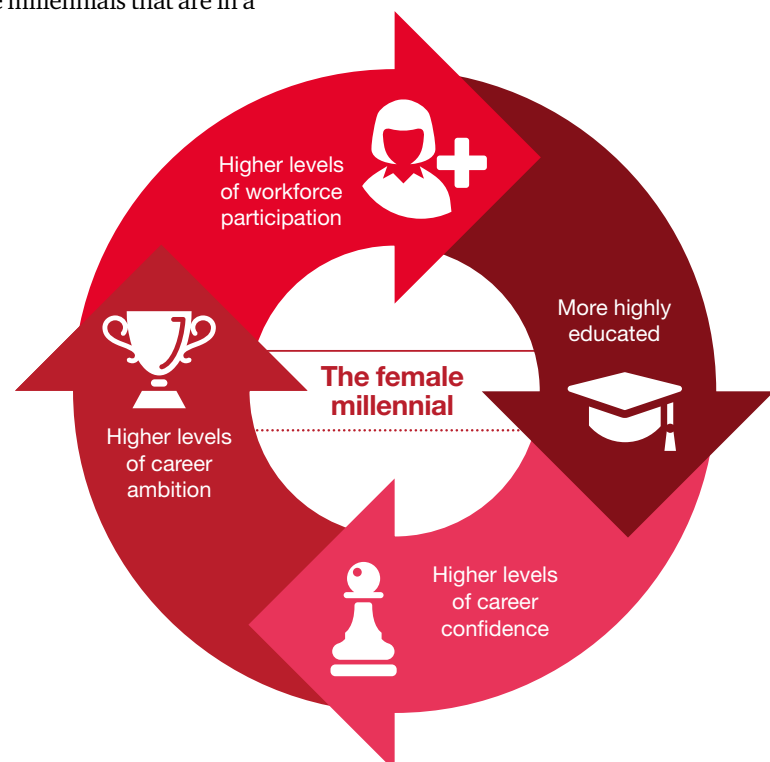 millennials that are in a
Higher levels
of workforce
participation
More highly
educated
The female
millennial
Higher levels
of career
ambition
Higher levels
of career
confidence